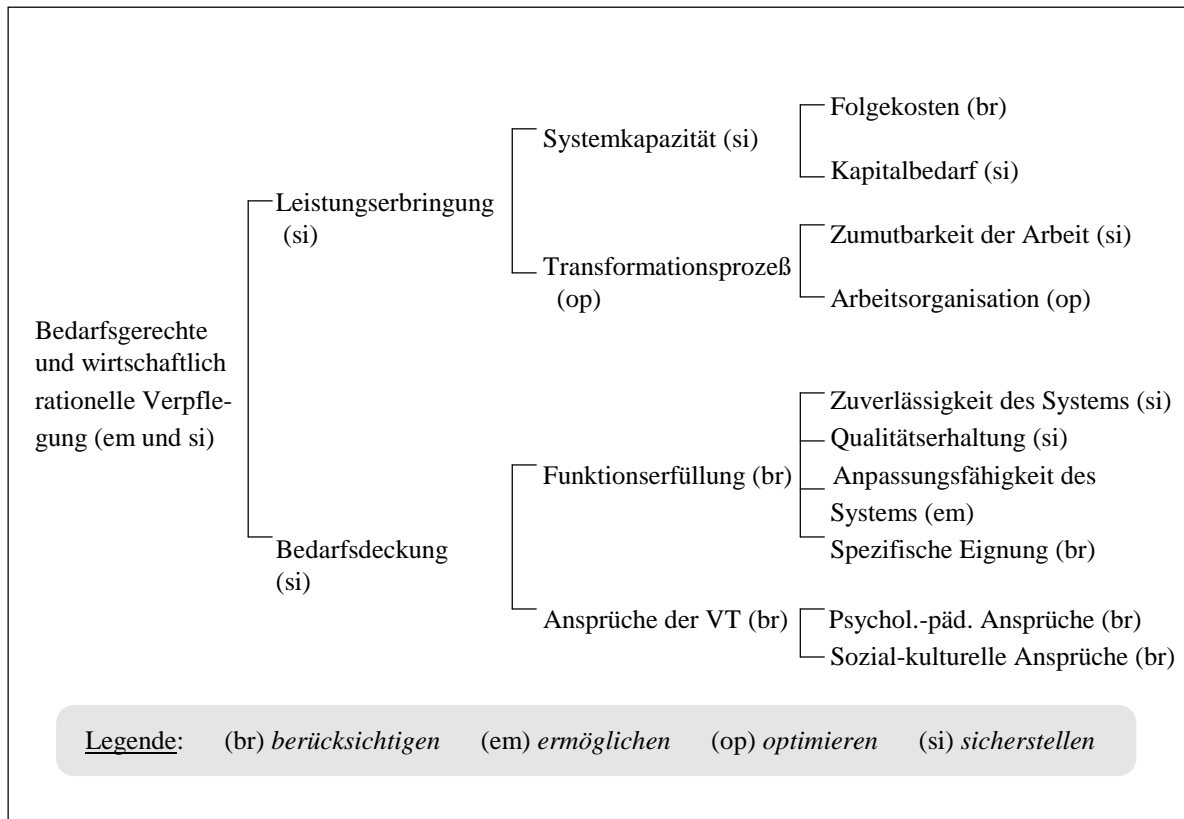 Folgekosten (br)
Systemkapazität (si)
Kapitalbedarf (si)
Leistungserbringung
(si)
Zumutbarkeit der Arbeit (si)
Transformationsprozeß
(op)
Arbeitsorganisation (op)
Bedarfsgerechte
und wirtschaftlich
rationelle Verpfle-
gung (em und si)
Zuverlässigkeit des Systems (si)
Qualitätserhaltung (si)
Funktionserfüllung (br)
Anpassungsfähigkeit des
Systems (em)
Spezifische Eignung (br)
Bedarfsdeckung
(si)
Ansprüche der VT (br)
Psychol.-päd. Ansprüche (br)
Sozial-kulturelle Ansprüche (br)
Legende: (br) berücksichtigen (em) ermöglichen (op) optimieren (si) sicherstellen